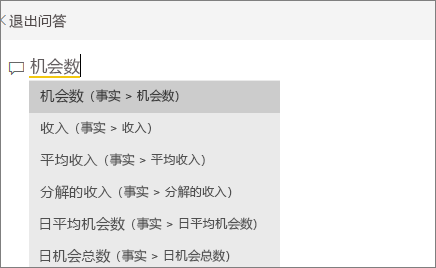 退出问答
机会数
机会数（事实 > 机会数）
收入（事实 > 收入）
平均收入（事实 > 平均收入）
分解的收入（事实 > 分解的收入）
日平均机会数（事实 > 日平均机会数）
日机会总数（事实 > 日机会总数）